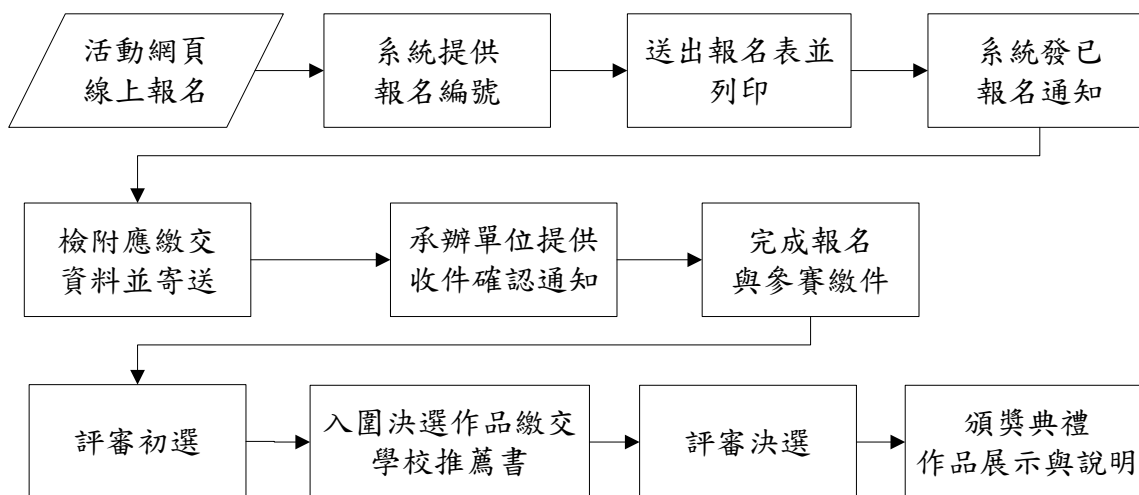 活動網頁
線上報名
系統提供
報名編號
送出報名表並
列印
系統發已
報名通知
檢附應繳交
資料並寄送
承辦單位提供
收件確認通知
完成報名
與參賽繳件
評審初選
入圍決選作品繳交
學校推薦書
評審決選
頒獎典禮
作品展示與說明